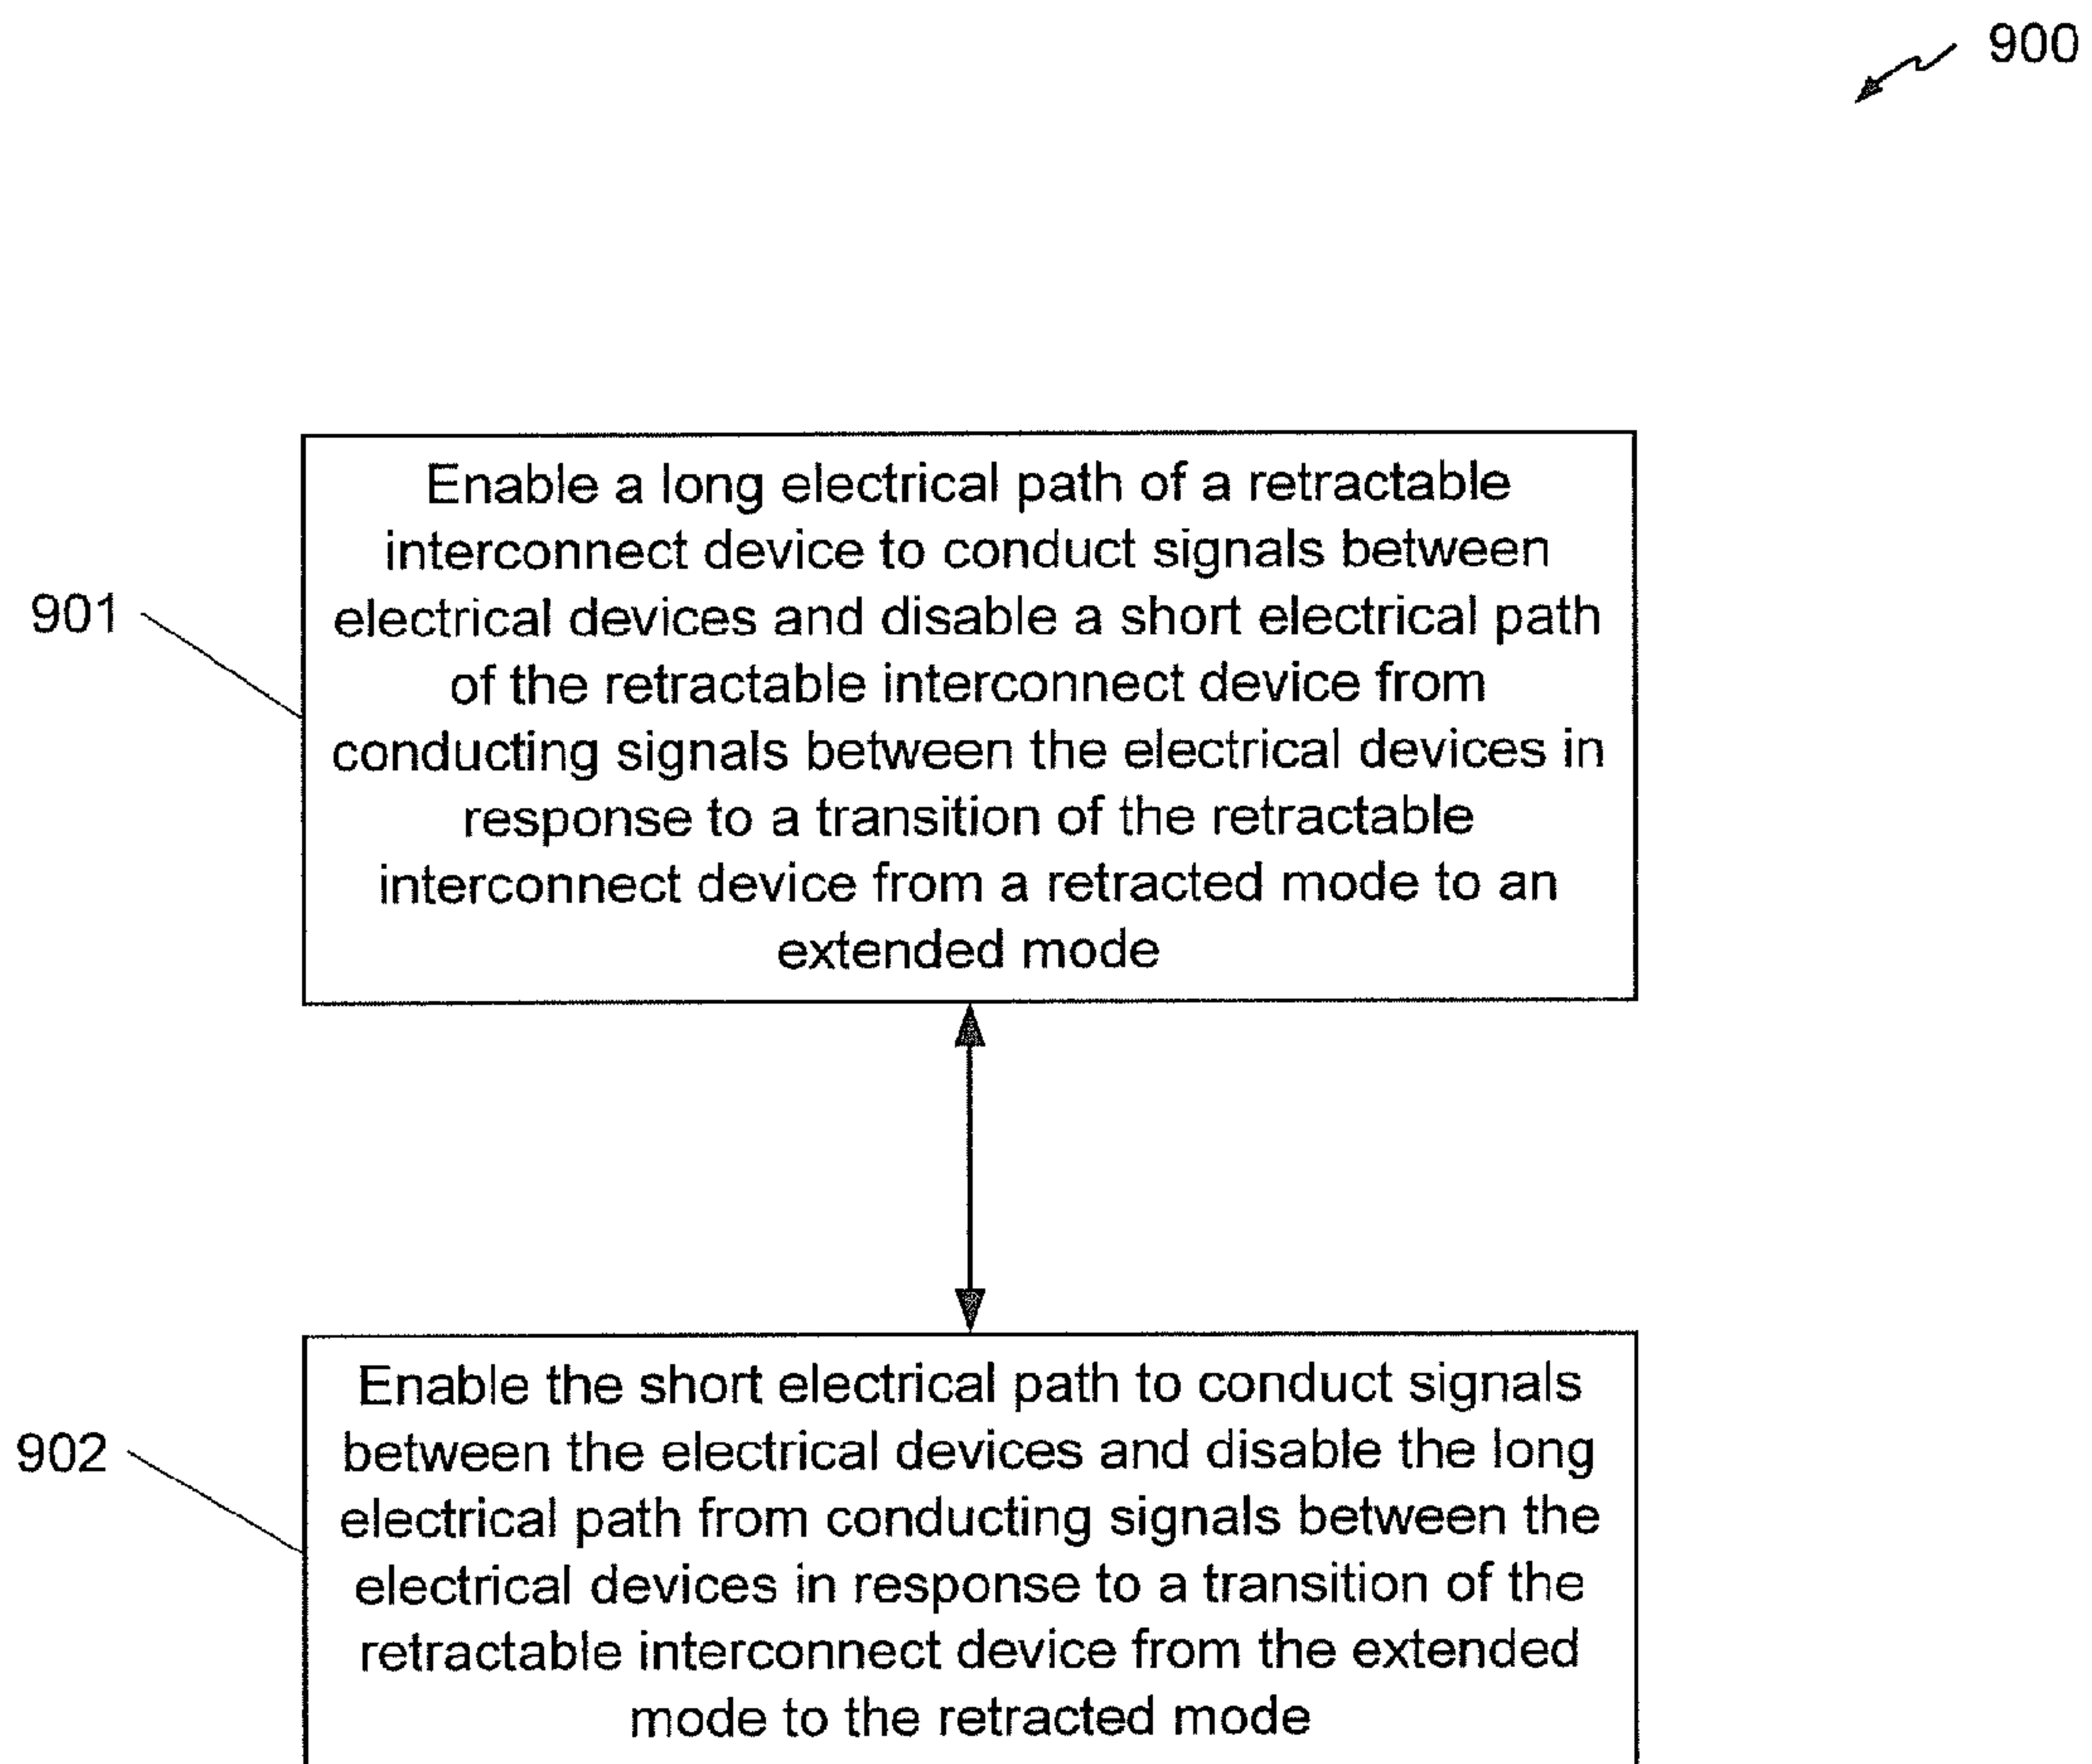 900
901
Enable a long electrical path of a retractable
interconnect device to conduct signals between
electrical devices and disable a short electrical path
of the retractable interconnect device from
conducting signals between the electrical devices in
response to a transition of the retractable
interconnect device from a retracted mode to an
extended mode
902
Enable the short electrical path to conduct signals
between the electrical devices and disable the long
electrical path from conducting signals between the
electrical devices in response to a transition of the
retractable interconnect device from the extended
mode to the retracted mode